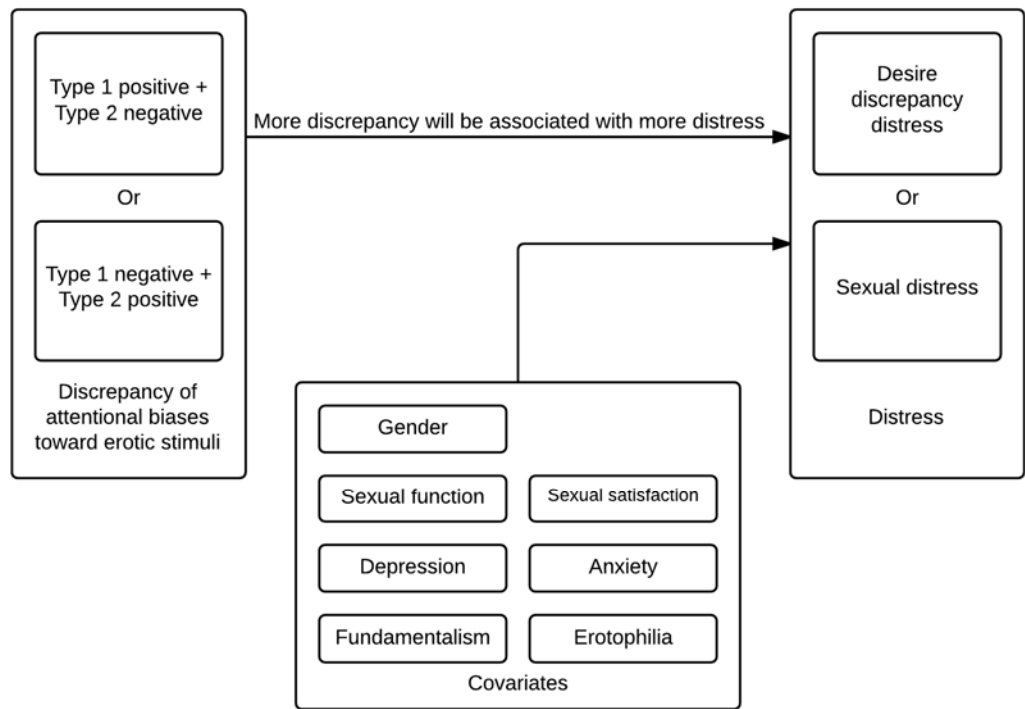 Type 1 positive +
Type 2 negative
Or
Type 1 negative +
Type 2 positive
Discrepancy of
attentional biases
toward erotic stimuli
More discrepancy will be associated with more distress
Desire
discrepancy
distress
Or
Sexual distress
Distress
Gender
Sexual function
Sexual satisfaction
Depression
Anxiety
Fundamentalism
Erotophilia
Covariates